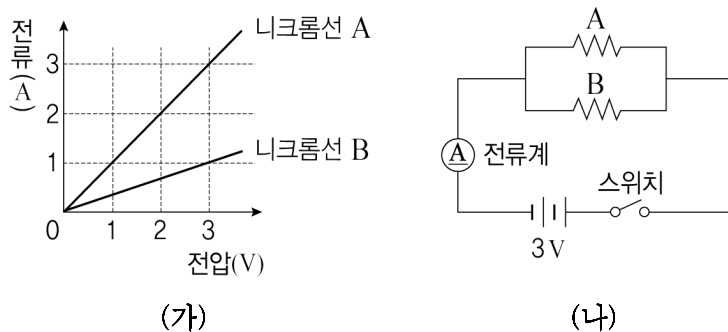 전류(A)
3
2
1
0
1 2 3
전압(V)
니크롬선 A
니크롬선 B
(가)
A
B
A 전류계
스위치
3V
(나)